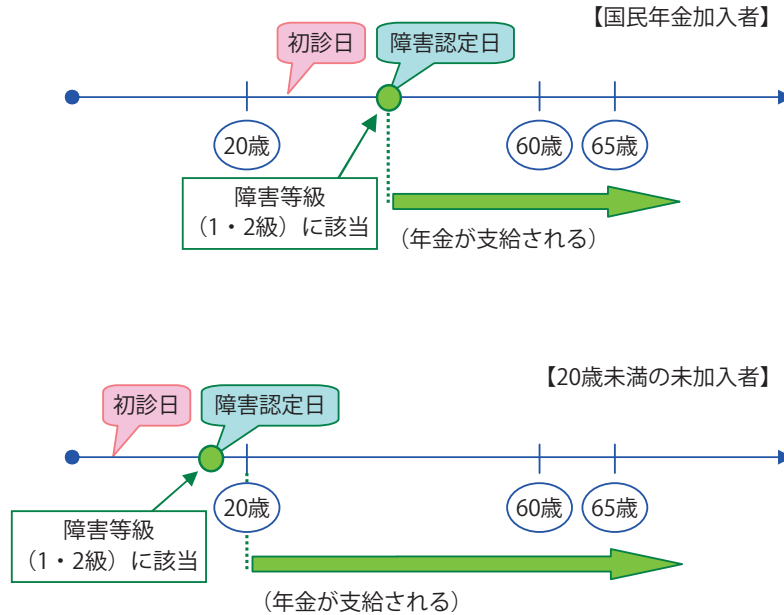 【国民年金加入者】
初診日
障害認定日
20歳
60歳
65歳
障害等級
（1・2級）に該当
（年金が支給される）
【20歳未満の未加入者】
初診日
障害認定日
20歳
60歳
65歳
障害等級
（1・2級）に該当
（年金が支給される）